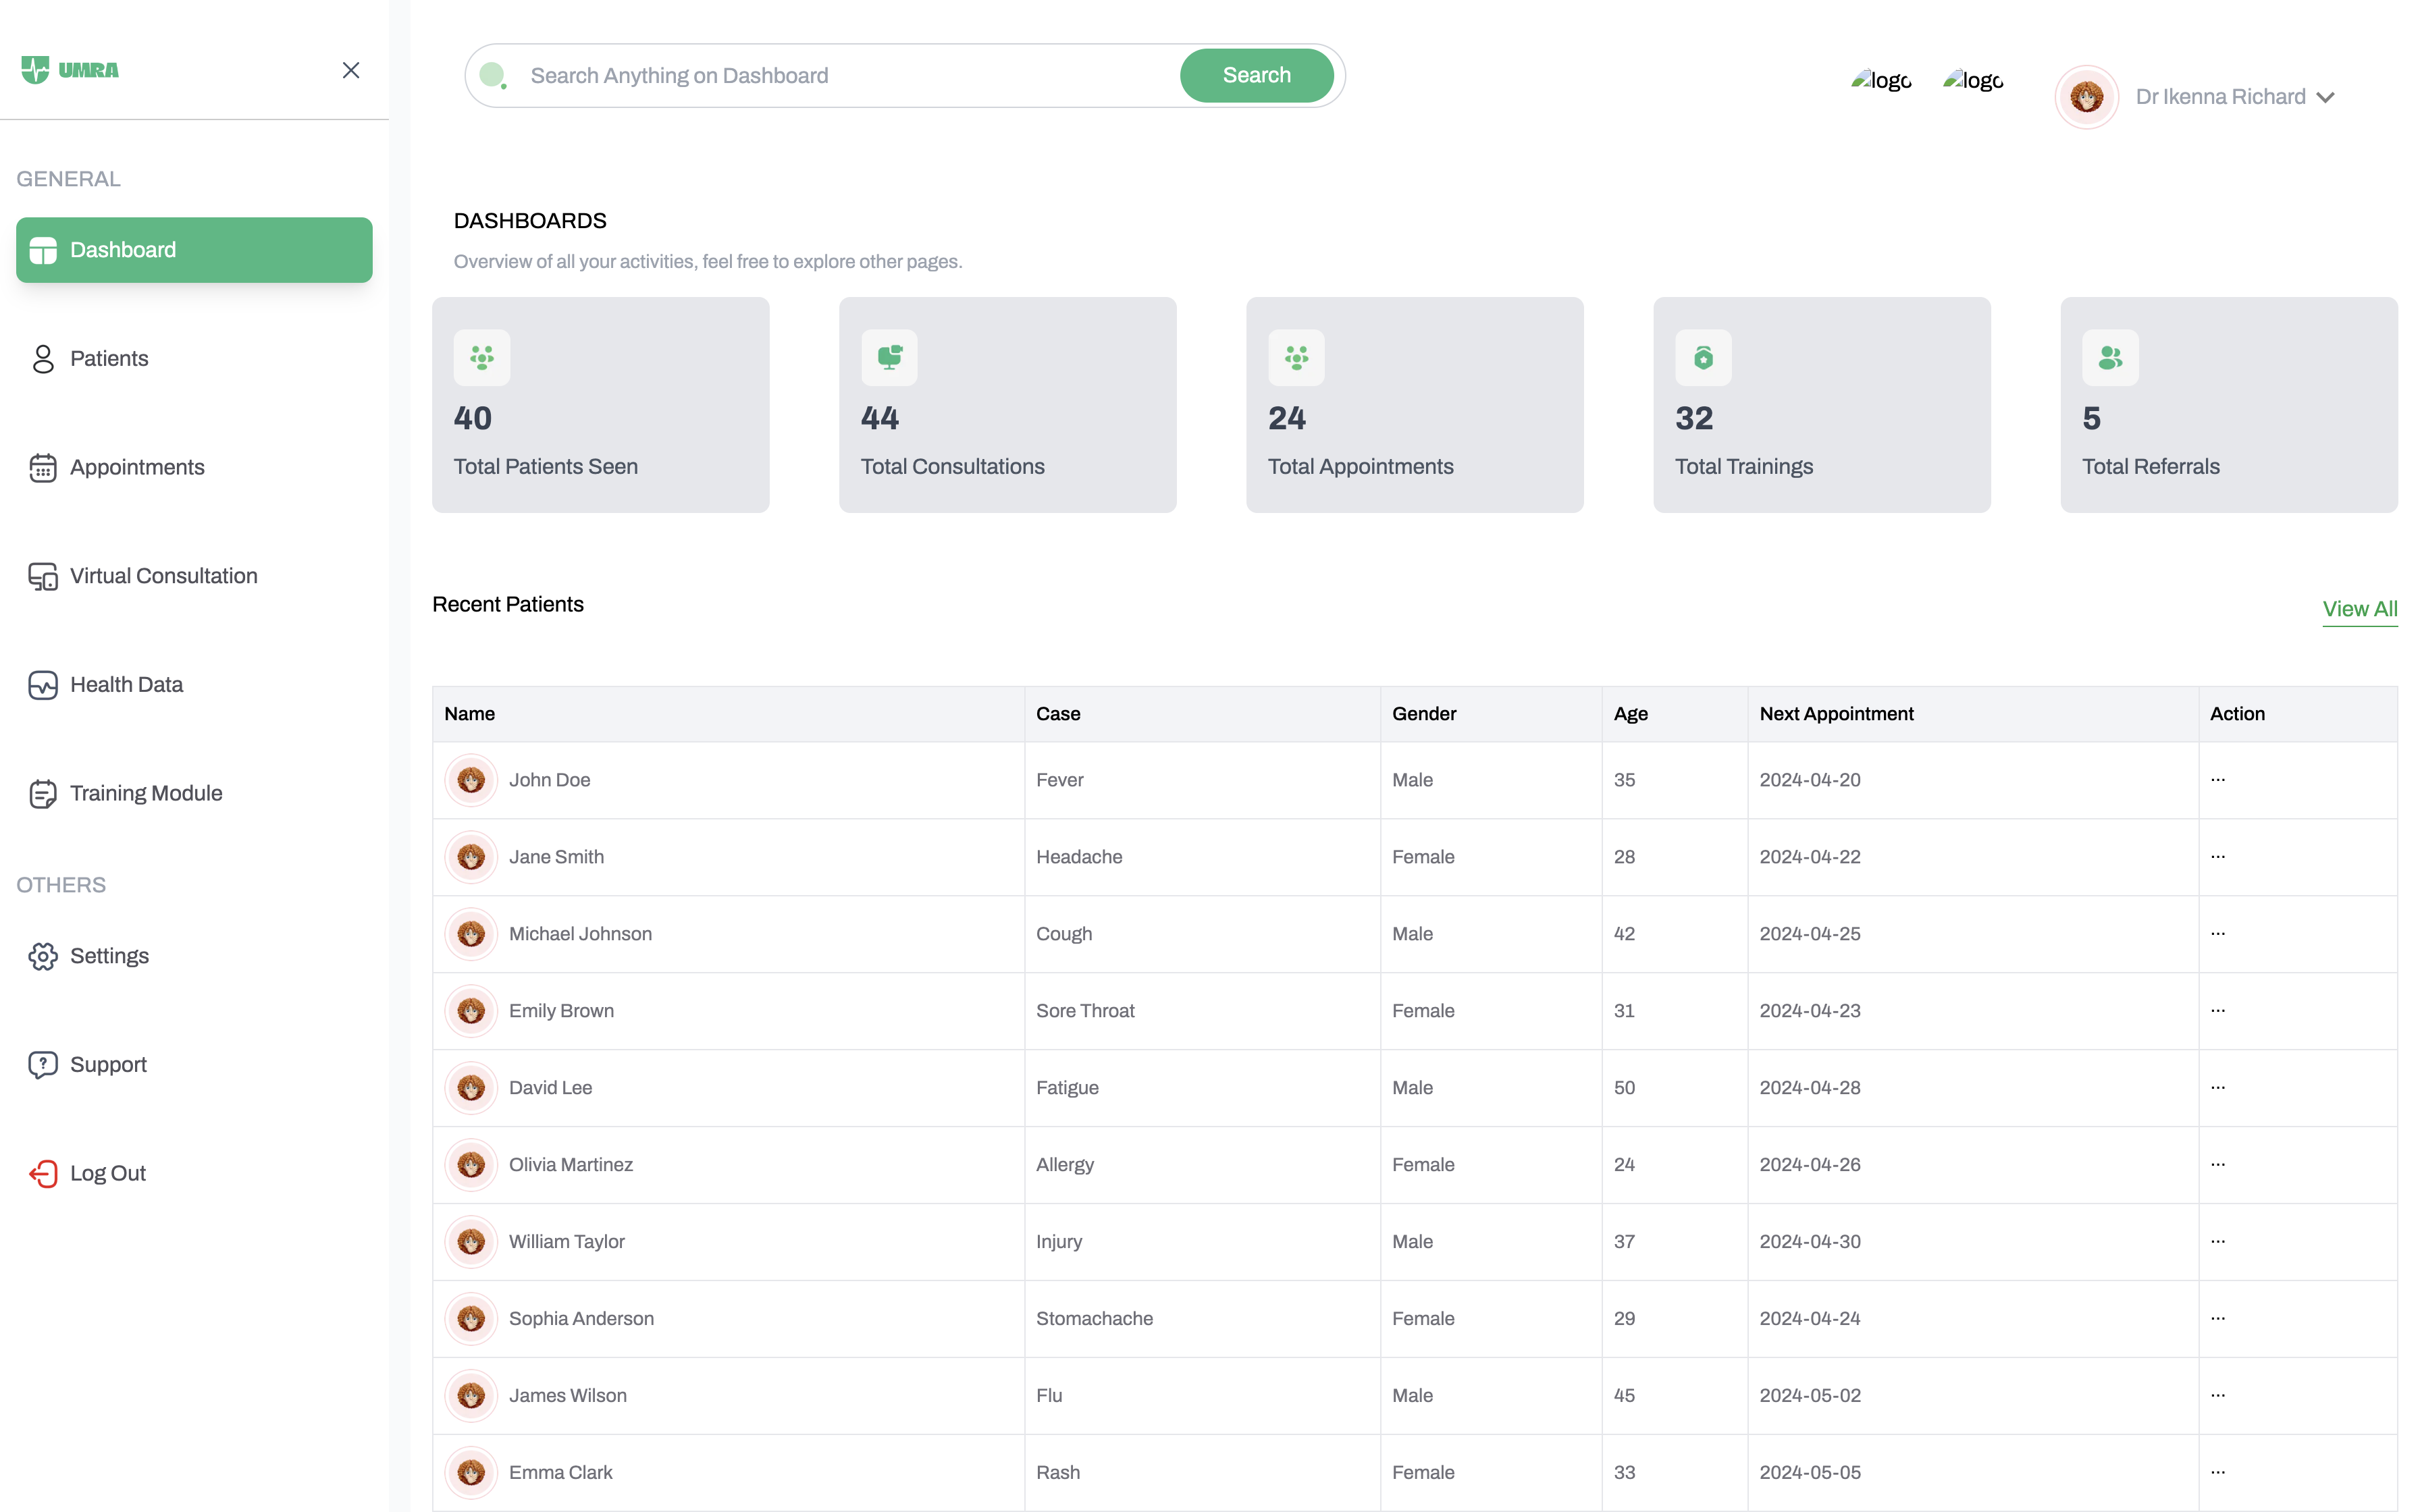 UMRA
Search Anything on Dashboard
Search
logo
logo
Dr Ikenna Richard
GENERAL
Dashboard
Patients
Appointments
Virtual Consultation
Health Data
Training Module
OTHERS
Settings
Support
Log Out
DASHBOARDS
Overview of all your activities, feel free to explore other pages.
40
Total Patients Seen
44
Total Consultations
24
Total Appointments
32
Total Trainings
5
Total Referrals
Recent Patients
View All
Name Case Gender Age Next Appointment Action
John Doe Fever Male 35 2024-04-20 ...
Jane Smith Headache Female 28 2024-04-22 ...
Michael Johnson Cough Male 42 2024-04-25 ...
Emily Brown Sore Throat Female 31 2024-04-23 ...
David Lee Fatigue Male 50 2024-04-28 ...
Olivia Martinez Allergy Female 24 2024-04-26 ...
William Taylor Injury Male 37 2024-04-30 ...
Sophia Anderson Stomachache Female 29 2024-04-24 ...
James Wilson Flu Male 45 2024-05-02 ...
Emma Clark Rash Female 33 2024-05-05 ...